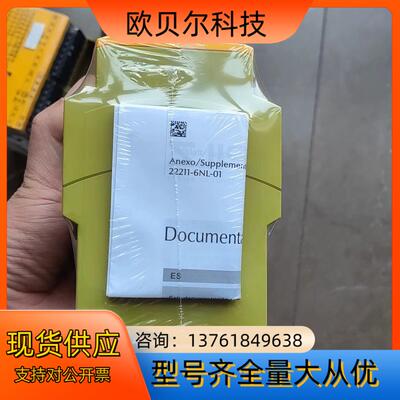 欧贝尔科技
Anexo/Supplemen
22211-6NL-01
Documenta
ES
现货供应
支持对公开票
咨询：13761849638
型号齐全量大从优